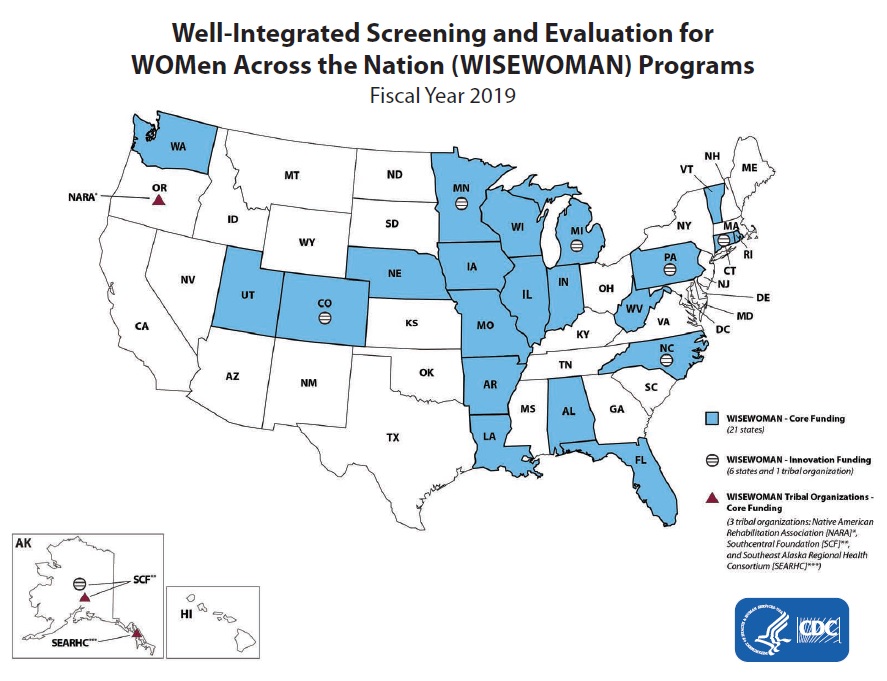 Well-Integrated Screening and Evaluation for
WOMen Across the Nation (WISEWOMAN) Programs
Fiscal Year 2019
WA
MT
ND
MN
VT
NH
ME
NARA*
OR
ID
SD
WI
MI
NY
MA
RI
CT
WY
IA
PA
NJ
NV
NE
UT
CO
IL
IN
OH
WV
VA
DE
MD
DC
CA
KS
MO
KY
NC
AZ
NM
OK
AR
TN
SC
MS
AL
GA
TX
LA
FL
WISEWOMAN - Core Funding
(21 states)
WISEWOMAN - Innovation Funding
(6 states and 1 tribal organization)
WISEWOMAN Tribal Organizations -
Core Funding
(3 tribal organizations: Native American
Rehabilitation Association [NARA]*,
Southcentral Foundation [SCF]**,
and Southeast Alaska Regional Health
Consortium [SEARHC]***)
AK
SCF**
SEARHC***
HI
CDC